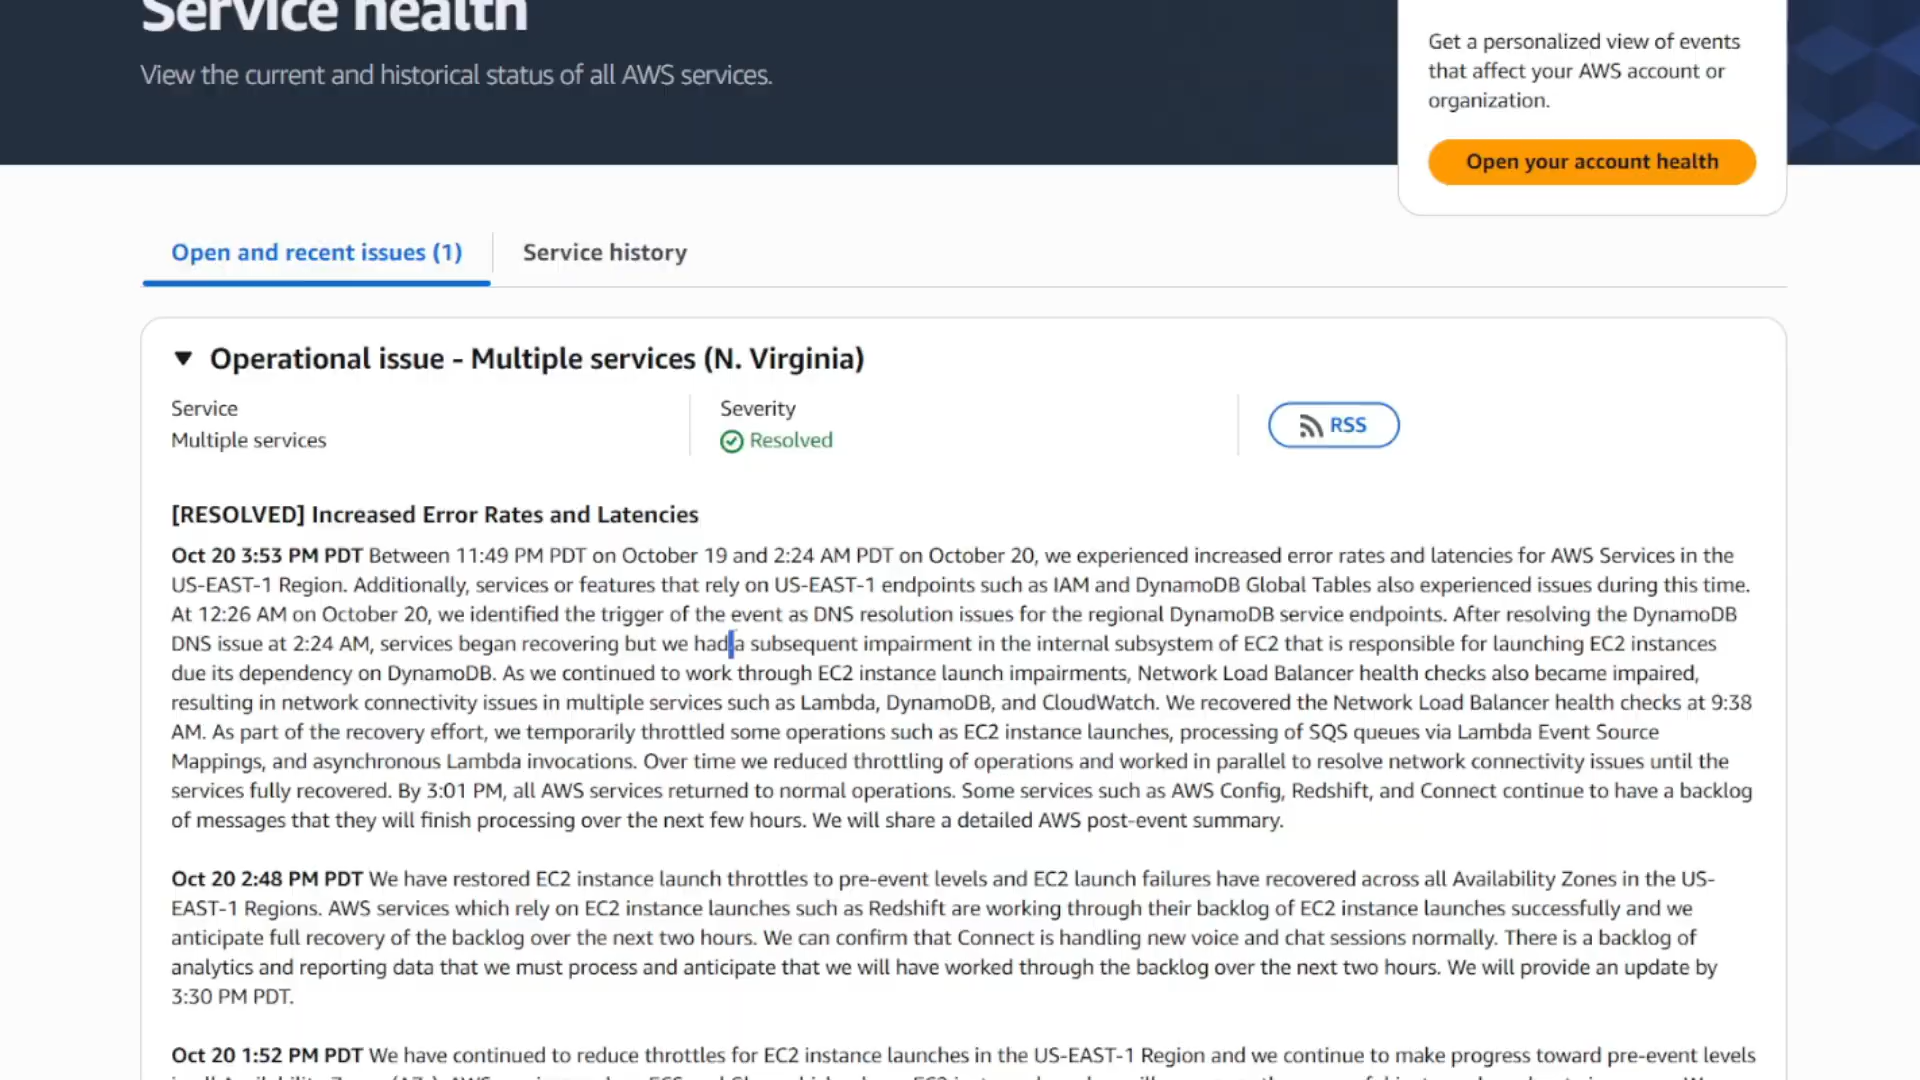 Service health
View the current and historical status of all AWS services.
Get a personalized view of events
that affect your AWS account or
organization.
Open your account health
Open and recent issues (1)
Service history
Operational issue - Multiple services (N. Virginia)
Service
Multiple services
Severity
Resolved
RSS
[RESOLVED] Increased Error Rates and Latencies
Oct 20 3:53 PM PDT Between 11:49 PM PDT on October 19 and 2:24 AM PDT on October 20, we experienced increased error rates and latencies for AWS Services in the
US-EAST-1 Region. Additionally, services or features that rely on US-EAST-1 endpoints such as IAM and DynamoDB Global Tables also experienced issues during this time.
At 12:26 AM on October 20, we identified the trigger of the event as DNS resolution issues for the regional DynamoDB service endpoints. After resolving the DynamoDB
DNS issue at 2:24 AM, services began recovering but we had a subsequent impairment in the internal subsystem of EC2 that is responsible for launching EC2 instances
due its dependency on DynamoDB. As we continued to work through EC2 instance launch impairments, Network Load Balancer health checks also became impaired,
resulting in network connectivity issues in multiple services such as Lambda, DynamoDB, and CloudWatch. We recovered the Network Load Balancer health checks at 9:38
AM. As part of the recovery effort, we temporarily throttled some operations such as EC2 instance launches, processing of SQS queues via Lambda Event Source
Mappings, and asynchronous Lambda invocations. Over time we reduced throttling of operations and worked in parallel to resolve network connectivity issues until the
services fully recovered. By 3:01 PM, all AWS services returned to normal operations. Some services such as AWS Config, Redshift, and Connect continue to have a backlog
of messages that they will finish processing over the next few hours. We will share a detailed AWS post-event summary.
Oct 20 2:48 PM PDT We have restored EC2 instance launch throttles to pre-event levels and EC2 launch failures have recovered across all Availability Zones in the US-
EAST-1 Regions. AWS services which rely on EC2 instance launches such as Redshift are working through their backlog of EC2 instance launches successfully and we
anticipate full recovery of the backlog over the next two hours. We can confirm that Connect is handling new voice and chat sessions normally. There is a backlog of
analytics and reporting data that we must process and anticipate that we will have worked through the backlog over the next two hours. We will provide an update by
3:30 PM PDT.
Oct 20 1:52 PM PDT We have continued to reduce throttles for EC2 instance launches in the US-EAST-1 Region and we continue to make progress toward pre-event levels